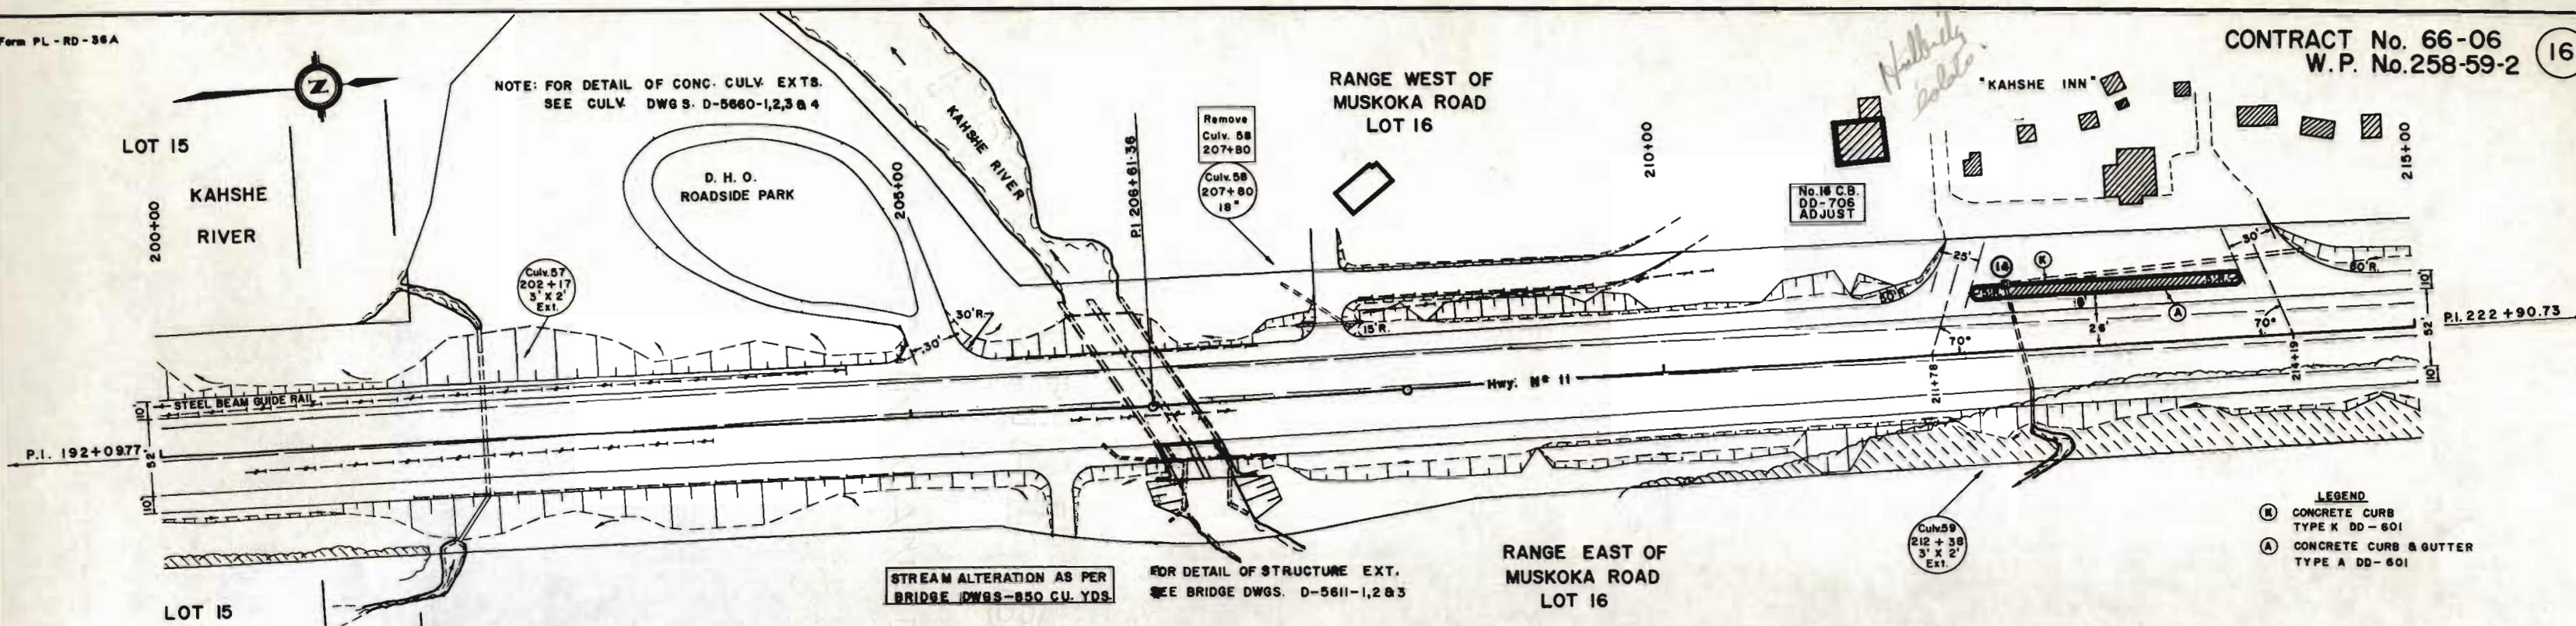 Form PL-RD-36A
CONTRACT No. 66-06
W.P. No. 258-59-2
16
Z
NOTE: FOR DETAIL OF CONC. CULV. EXTS.
SEE CULV. DWGS. D-5660-1,2,3 & 4
LOT 15
KAHSHE
RIVER
200+00
D. H. O.
ROADSIDE PARK
205+00
KAHSHE RIVER
P.I. 206+61.36
Remove
Culv. 58
207+80
Culv. 58
207+80
18"
RANGE WEST OF
MUSKOKA ROAD
LOT 16
210+00
"KAHSHE INN"
215+00
No. 16 C.B.
DD-706
ADJUST
Culv. 57
202+17
3' X 2'
Ext.
30'
30'R.
15'R.
50'R.
25'
K
30'
50'R.
18'
A
26'
70°
70°
211+78
214+19
10'
52'
10'
P.I. 222+90.73
STEEL BEAM GUIDE RAIL
Hwy. Nº 11
P.I. 192+09.77
10'
52'
10'
LOT 15
STREAM ALTERATION AS PER
BRIDGE DWGS-850 CU. YDS.
FOR DETAIL OF STRUCTURE EXT.
SEE BRIDGE DWGS. D-5611-1,2&3
RANGE EAST OF
MUSKOKA ROAD
LOT 16
Culv. 59
212+38
3' X 2'
Ext.
LEGEND
K CONCRETE CURB
TYPE K DD-601
A CONCRETE CURB & GUTTER
TYPE A DD-601